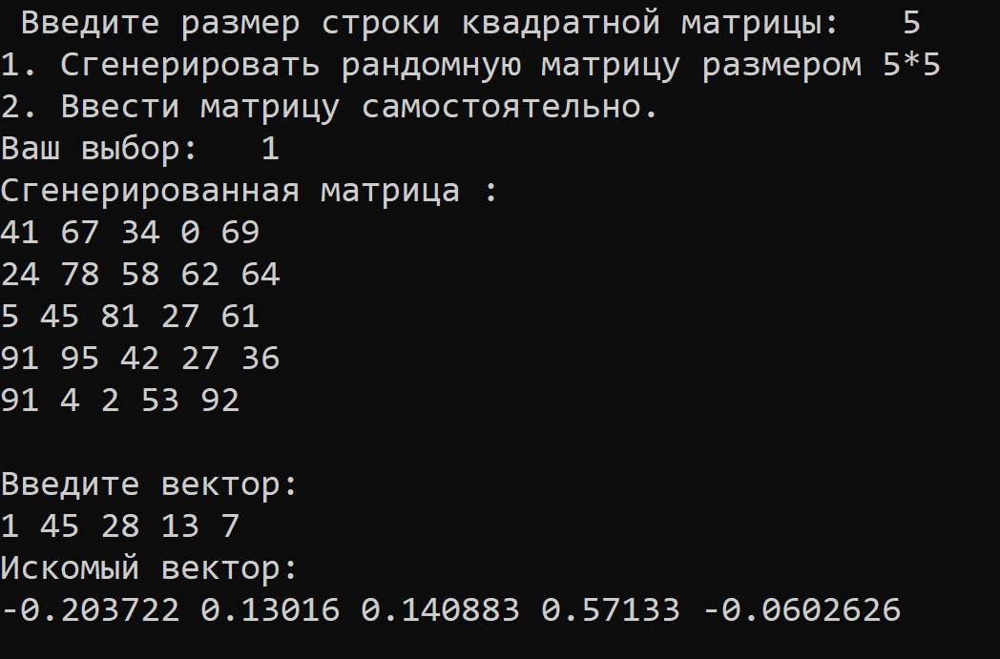 Введите размер строки квадратной матрицы:   5
1. Сгенерировать рандомную матрицу размером 5*5
2. Ввести матрицу самостоятельно.
Ваш выбор:   1
Сгенерированная матрица :
41 67 34 0 69
24 78 58 62 64
5 45 81 27 61
91 95 42 27 36
91 4 2 53 92
Введите вектор:
1 45 28 13 7
Искомый вектор:
-0.203722 0.13016 0.140883 0.57133 -0.0602626